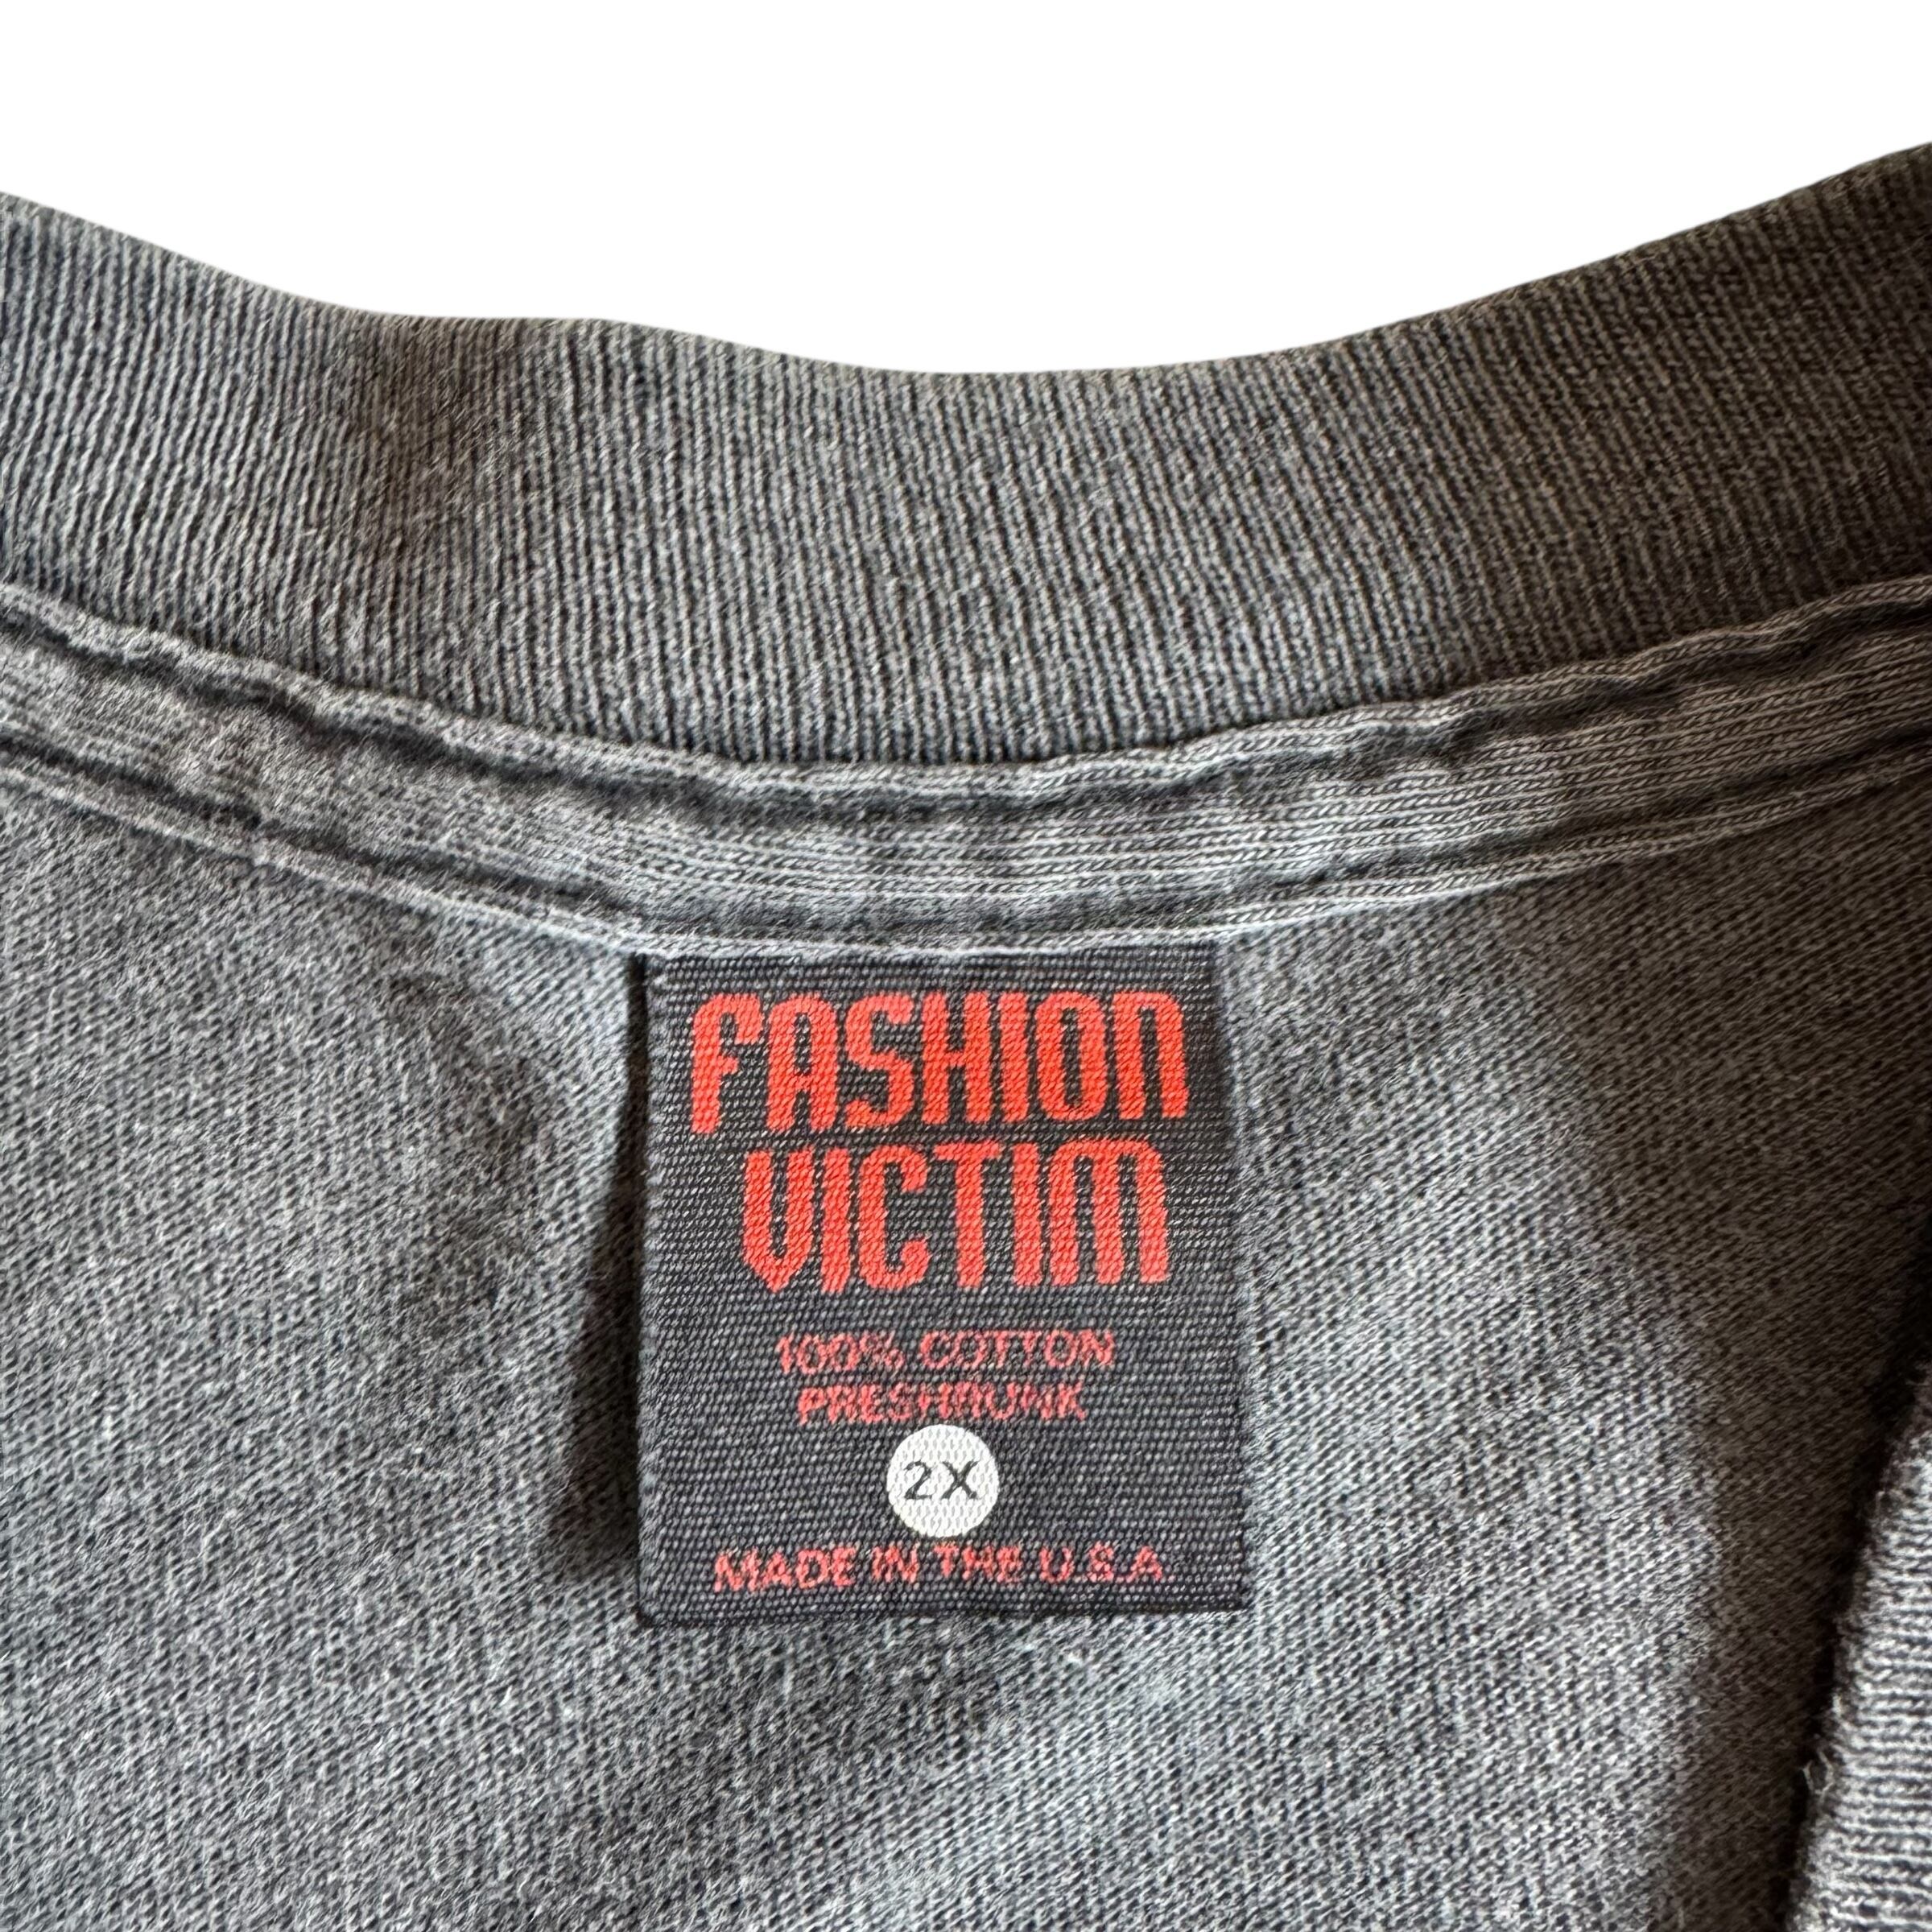 FASHION
VICTIM
100% COTTON
PRESHRUNK
2X
MADE IN THE U.S.A